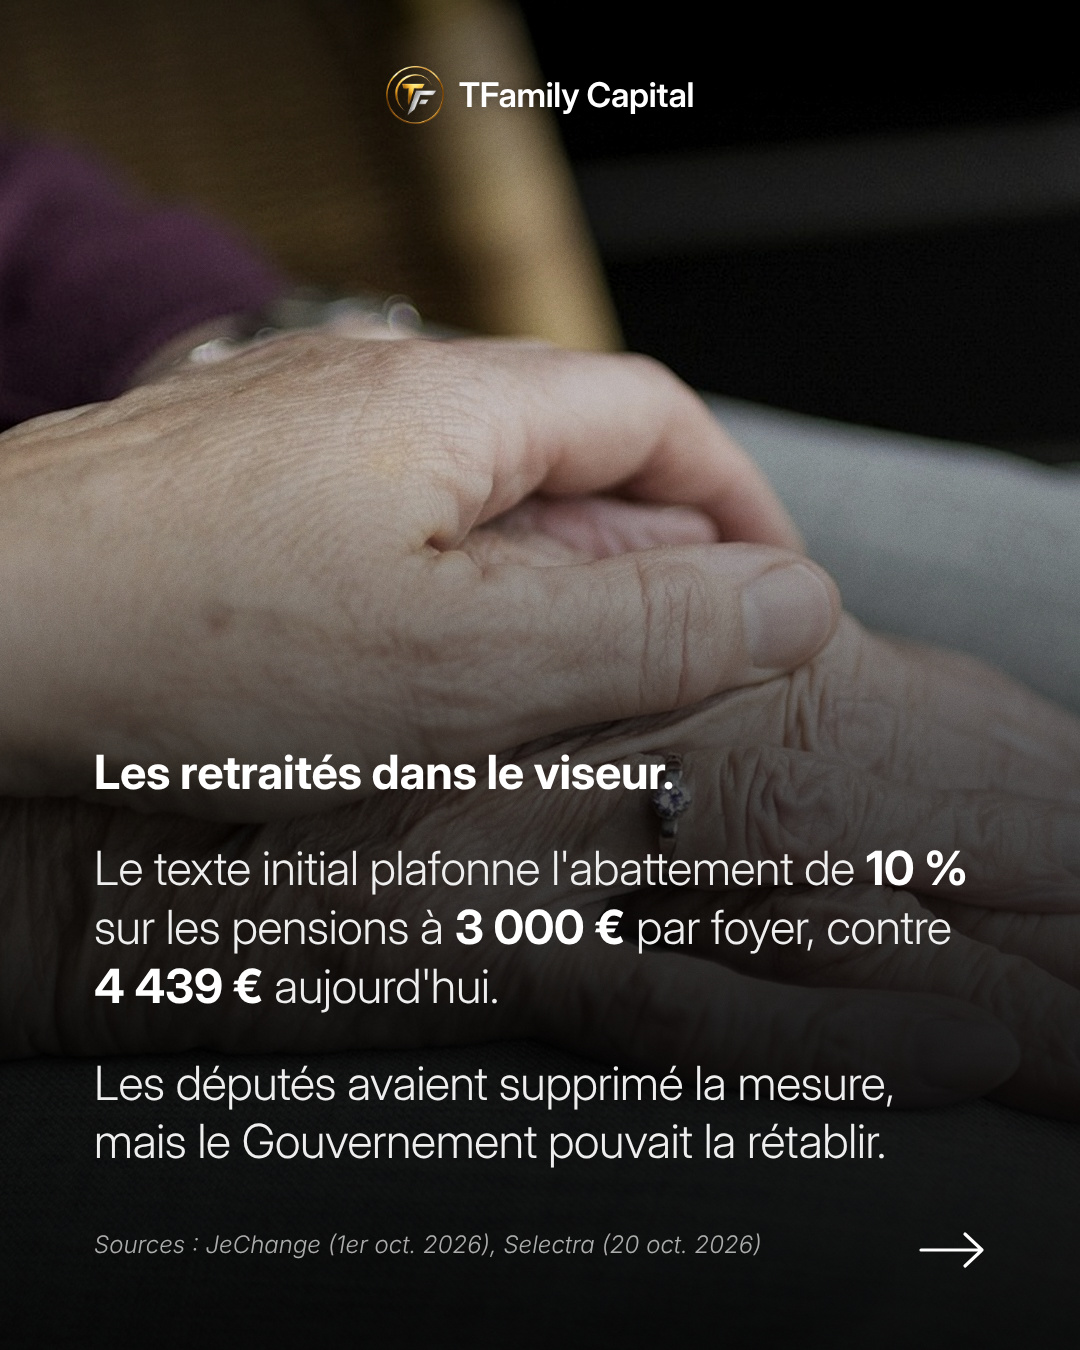 TF TFamily Capital
Les retraités dans le viseur.
Le texte initial plafonne l'abattement de 10 %
sur les pensions à 3 000 € par foyer, contre
4 439 € aujourd'hui.
Les députés avaient supprimé la mesure,
mais le Gouvernement pouvait la rétablir.
Sources : JeChange (1er oct. 2026), Selectra (20 oct. 2026)